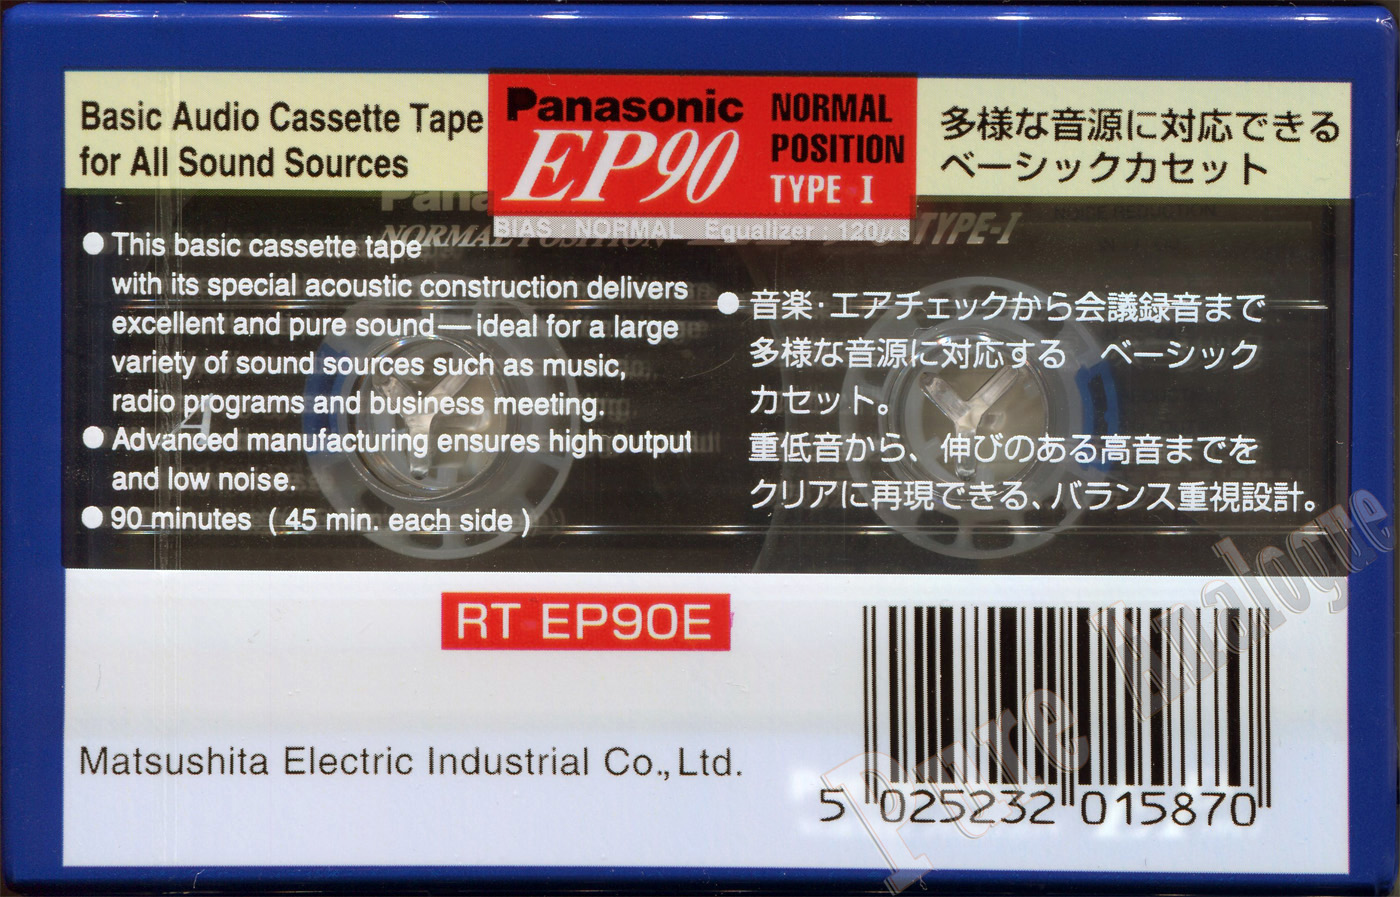 Basic Audio Cassette Tape
for All Sound Sources
Panasonic
EP90
NORMAL
POSITION
TYPE I
BIAS : NORMAL Equalizer : 120μs
多様な音源に対応できる
ベーシックカセット
NORMAL POSITION
TYPE-I
● This basic cassette tape
with its special acoustic construction delivers
excellent and pure sound—ideal for a large
variety of sound sources such as music,
radio programs and business meeting.
● Advanced manufacturing ensures high output
and low noise.
● 90 minutes ( 45 min. each side )
A
● 音楽・エアチェックから会議録音まで
多様な音源に対応する ベーシック
カセット。
重低音から、伸びのある高音までを
クリアに再現できる、バランス重視設計。
RT EP90E
Matsushita Electric Industrial Co., Ltd.
5 025232 015870
Pure Analogue